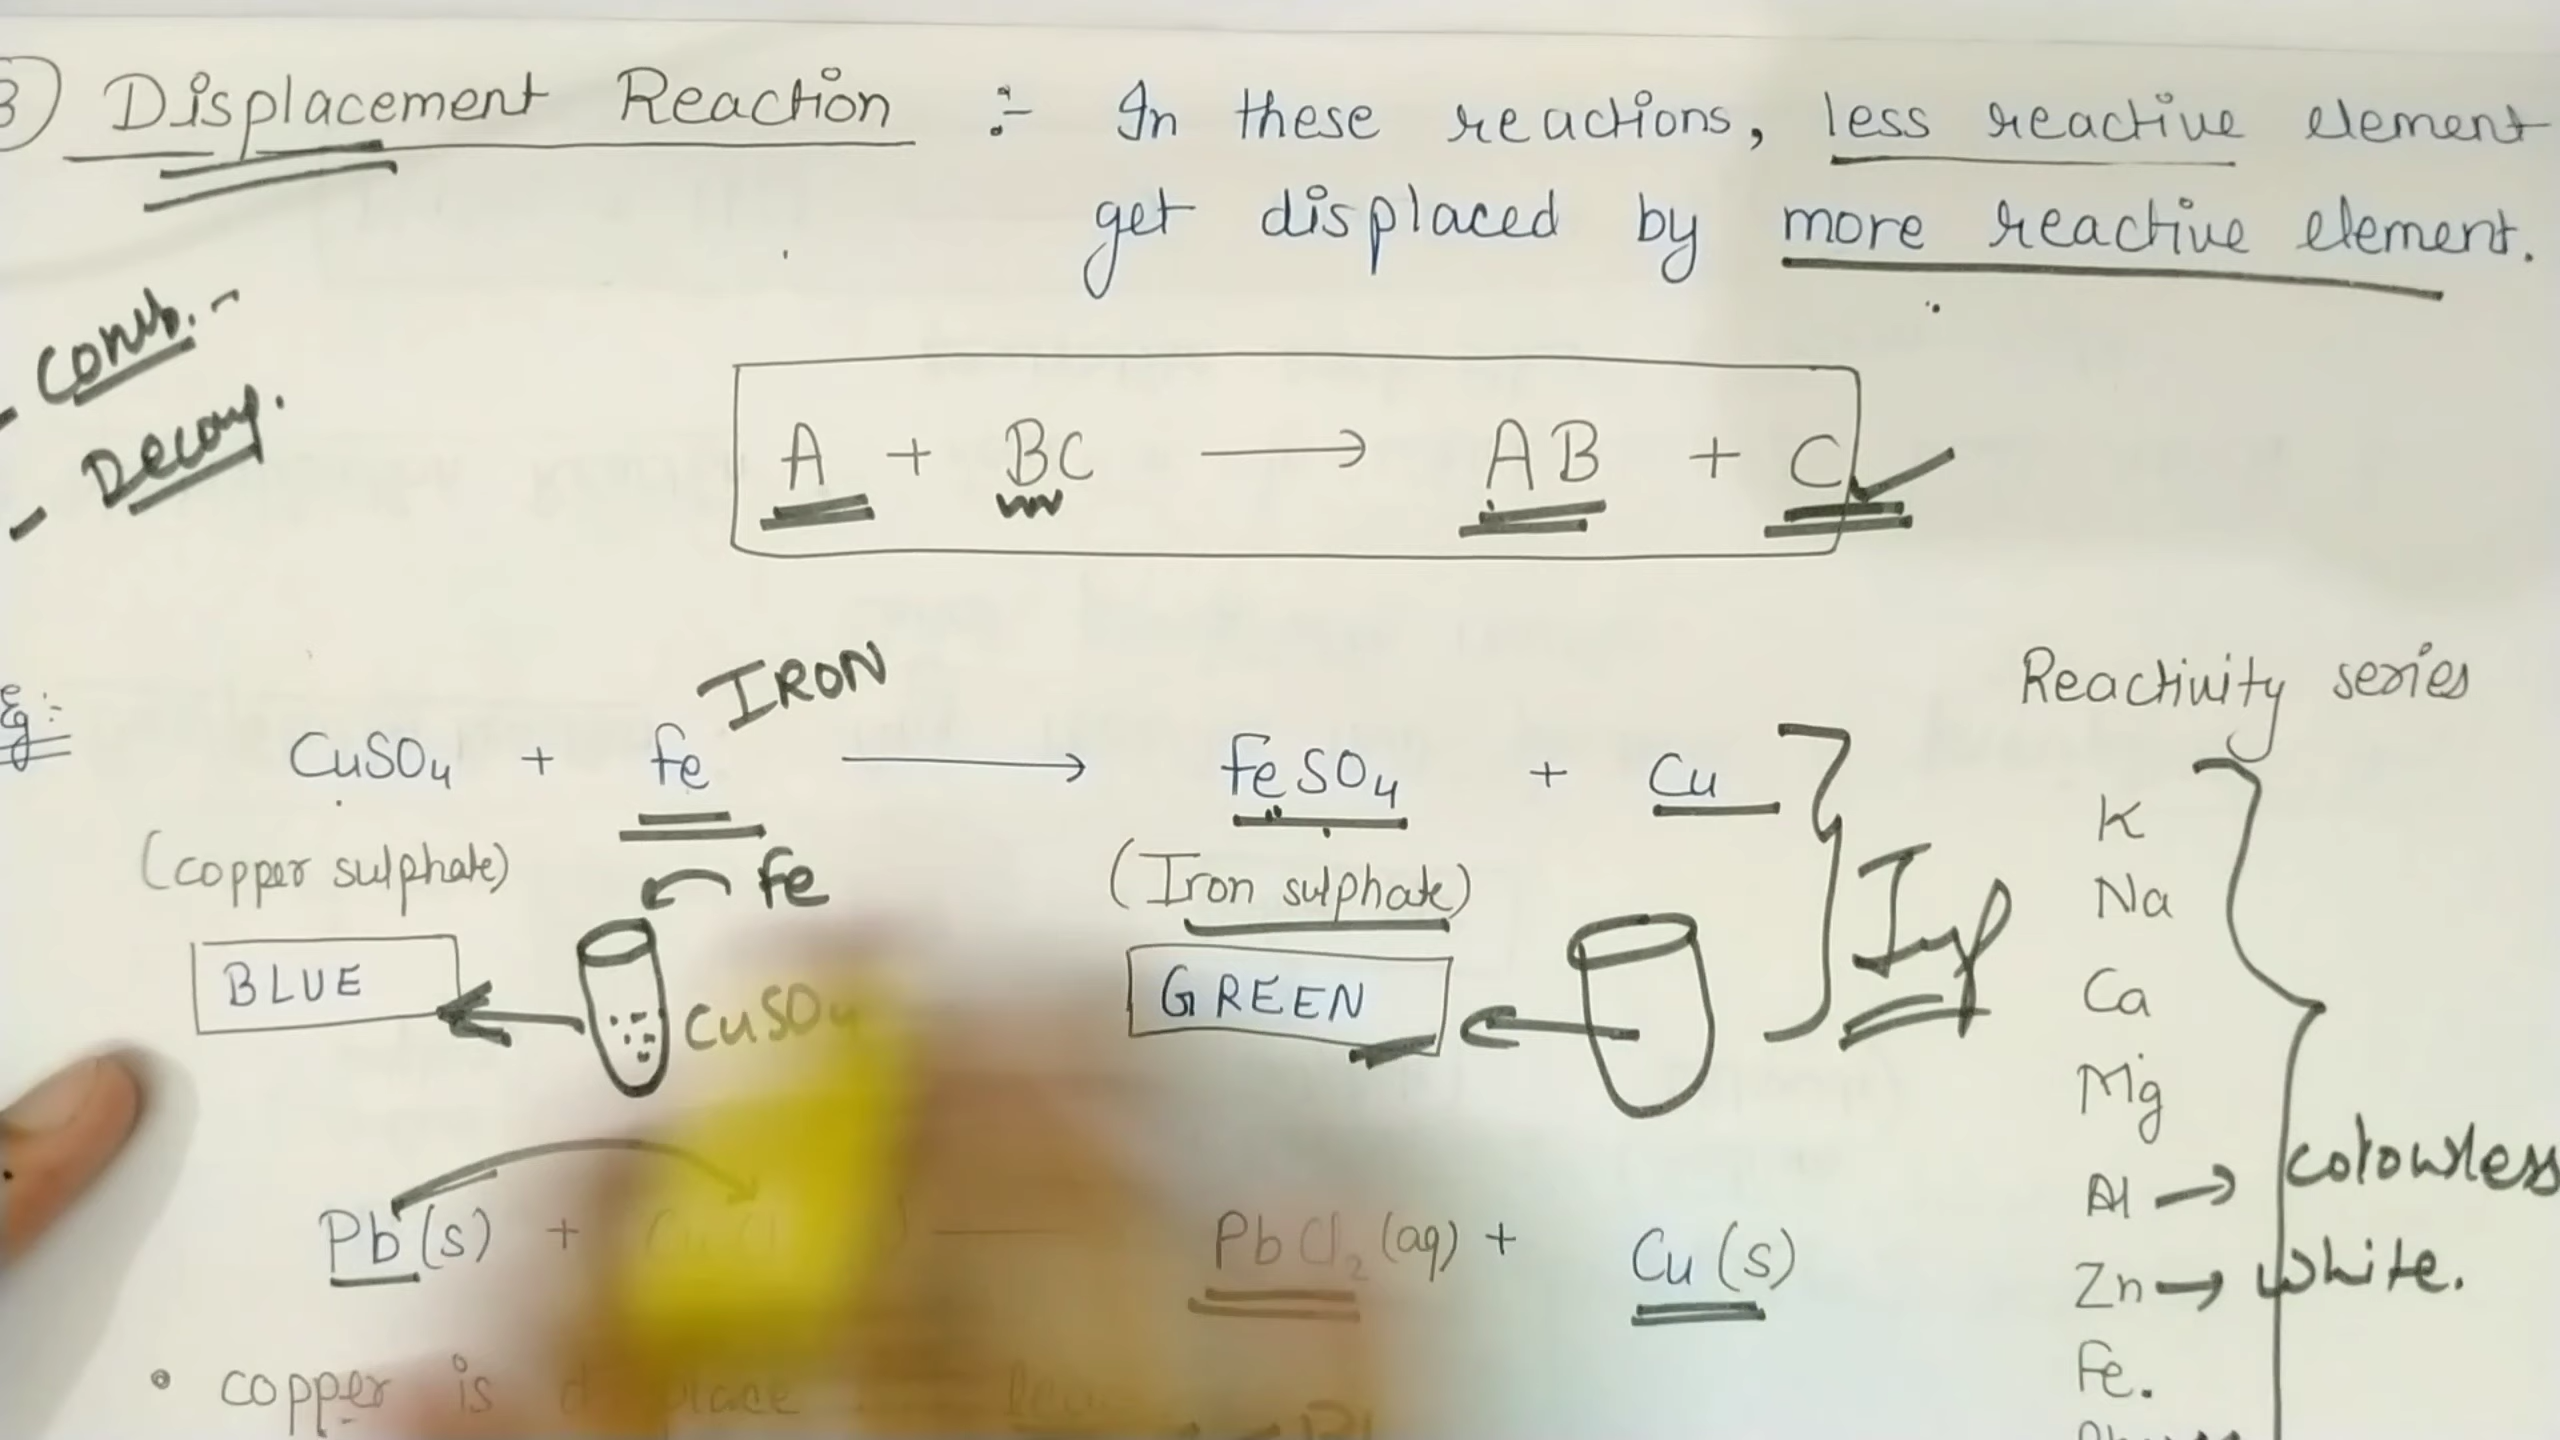 3) Displacement Reaction :- In these reactions, less reactive element
get displaced by more reactive element.
- Comb.-
- Decomp.
A + BC → AB + C
Eg:-
IRON
CuSO4 + Fe → FeSO4 + Cu
(copper sulphate)
Fe
(Iron sulphate)
BLUE
CuSO4
GREEN
Imp
Pb(s) +
PbCl2 (aq) + Cu(s)
• copper is
Reactivity series
K
Na
Ca
Mg
Al → colourless
Zn → white.
Fe.